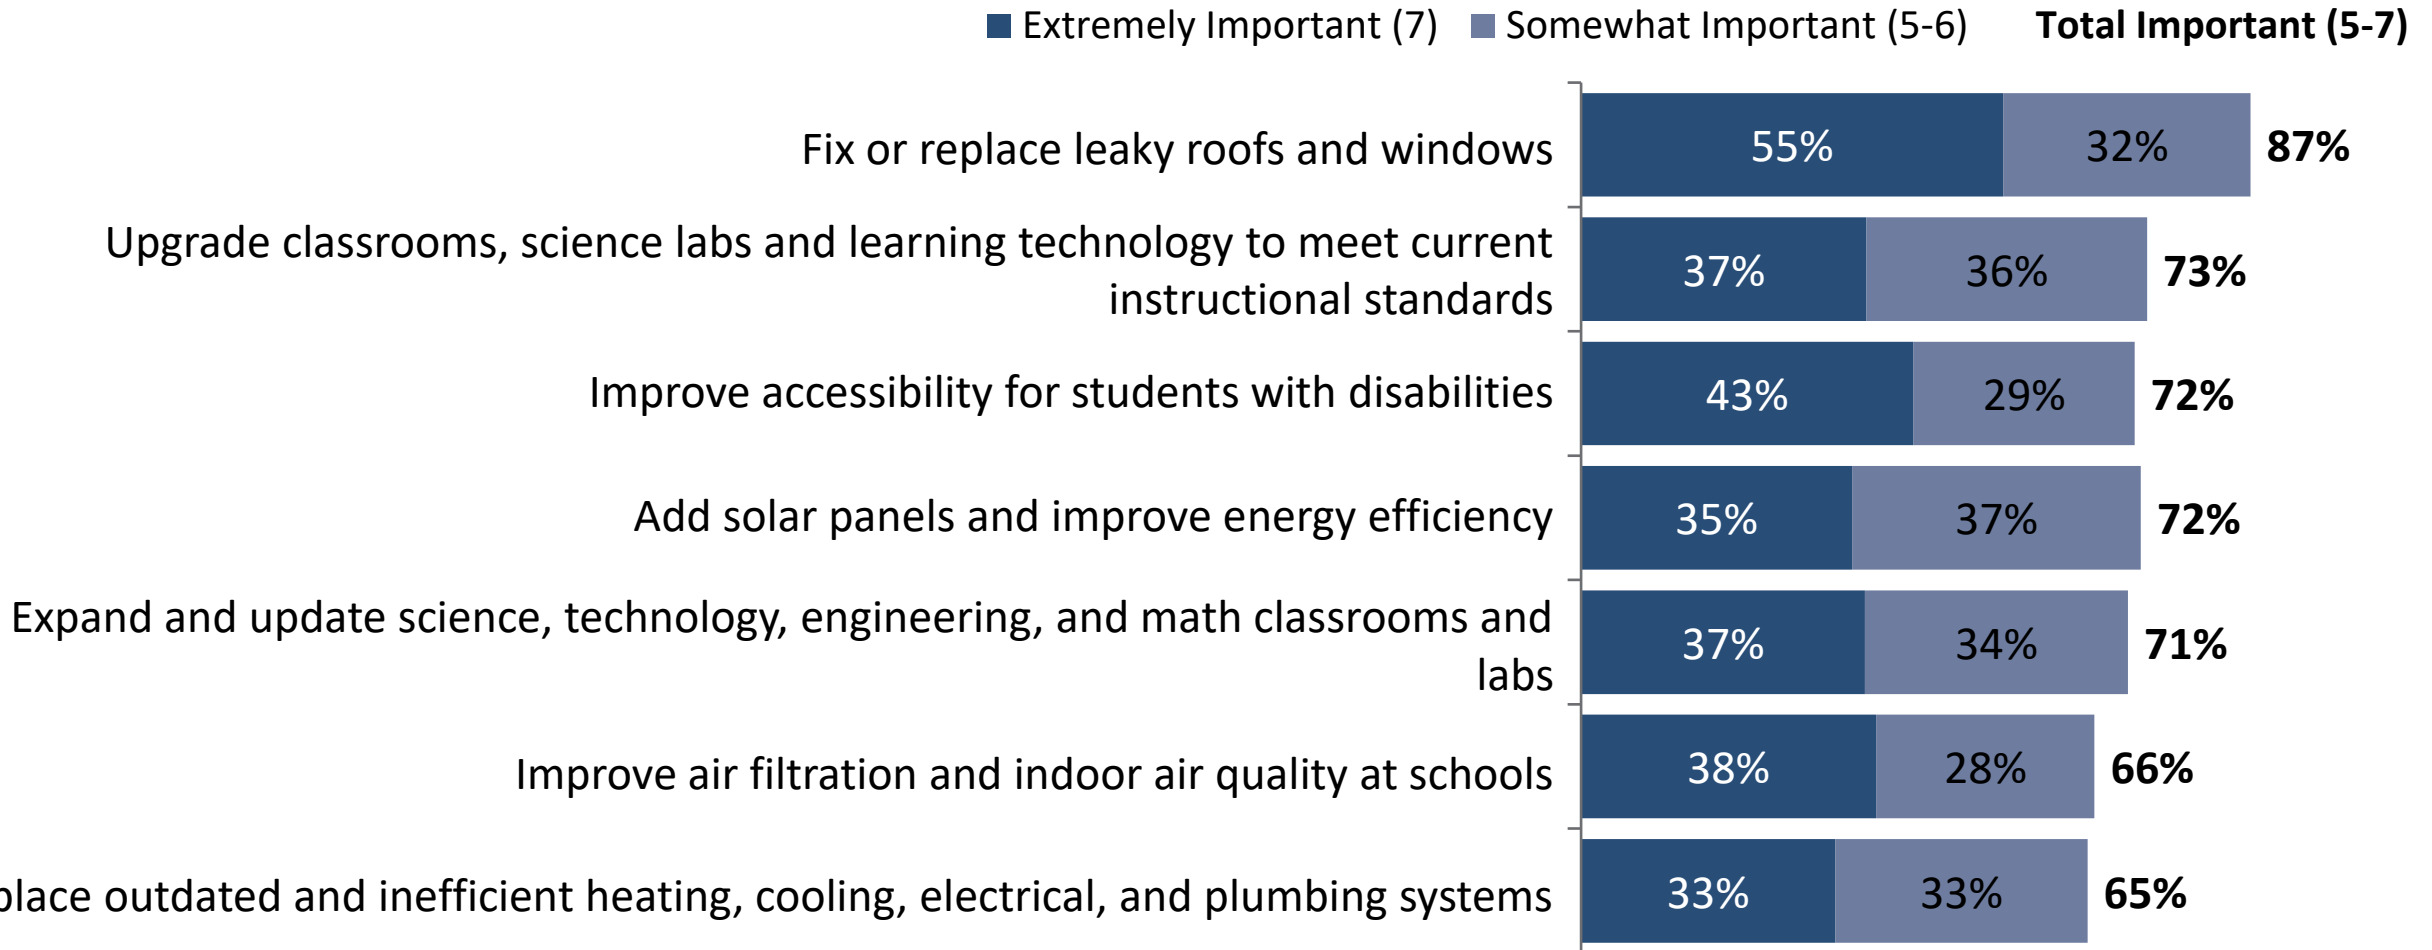 Extremely Important (7) Somewhat Important (5-6) Total Important (5-7)
Fix or replace leaky roofs and windows 55% 32% 87%
Upgrade classrooms, science labs and learning technology to meet current
instructional standards 37% 36% 73%
Improve accessibility for students with disabilities 43% 29% 72%
Add solar panels and improve energy efficiency 35% 37% 72%
Expand and update science, technology, engineering, and math classrooms and
labs 37% 34% 71%
Improve air filtration and indoor air quality at schools 38% 28% 66%
outdated and inefficient heating, cooling, electrical, and plumbing systems 33% 33% 65%